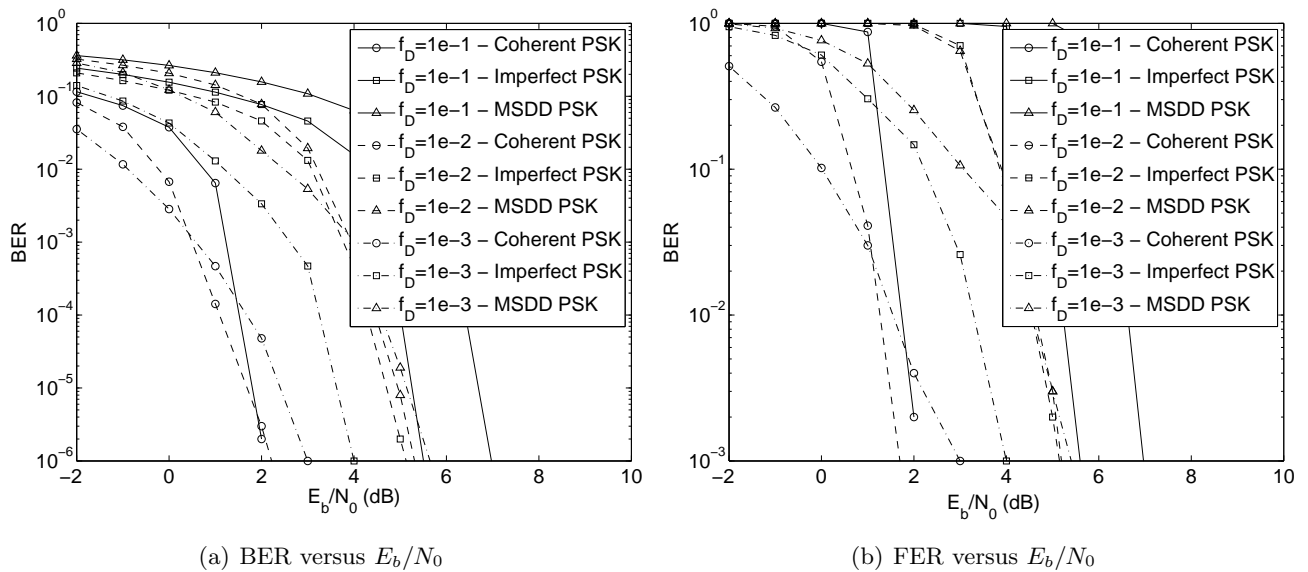 10^0
10^-1
10^-2
10^-3
10^-4
10^-5
10^-6
BER
−2 0 2 4 6 8 10
E_b/N_0 (dB)
f_D=1e−1 − Coherent PSK
f_D=1e−1 − Imperfect PSK
f_D=1e−1 − MSDD PSK
f_D=1e−2 − Coherent PSK
f_D=1e−2 − Imperfect PSK
f_D=1e−2 − MSDD PSK
f_D=1e−3 − Coherent PSK
f_D=1e−3 − Imperfect PSK
f_D=1e−3 − MSDD PSK
(a) BER versus E_b/N_0
10^0
10^-1
10^-2
10^-3
BER
−2 0 2 4 6 8 10
E_b/N_0 (dB)
f_D=1e−1 − Coherent PSK
f_D=1e−1 − Imperfect PSK
f_D=1e−1 − MSDD PSK
f_D=1e−2 − Coherent PSK
f_D=1e−2 − Imperfect PSK
f_D=1e−2 − MSDD PSK
f_D=1e−3 − Coherent PSK
f_D=1e−3 − Imperfect PSK
f_D=1e−3 − MSDD PSK
(b) FER versus E_b/N_0